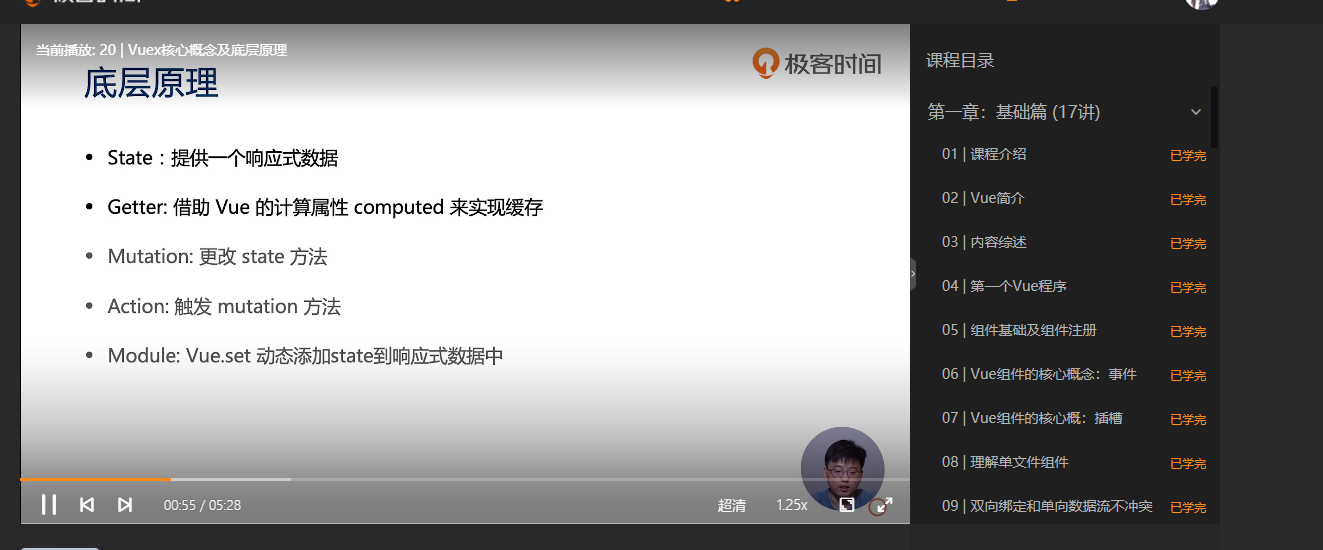 当前播放: 20 | Vuex核心概念及底层原理
极客时间
底层原理
• State：提供一个响应式数据
• Getter: 借助 Vue 的计算属性 computed 来实现缓存
• Mutation: 更改 state 方法
• Action: 触发 mutation 方法
• Module: Vue.set 动态添加state到响应式数据中
00:55 / 05:28
超清
1.25x
课程目录
第一章：基础篇 (17讲)
01 | 课程介绍 已学完
02 | Vue简介 已学完
03 | 内容综述 已学完
04 | 第一个Vue程序 已学完
05 | 组件基础及组件注册 已学完
06 | Vue组件的核心概念：事件 已学完
07 | Vue组件的核心概：插槽 已学完
08 | 理解单文件组件 已学完
09 | 双向绑定和单向数据流不冲突 已学完